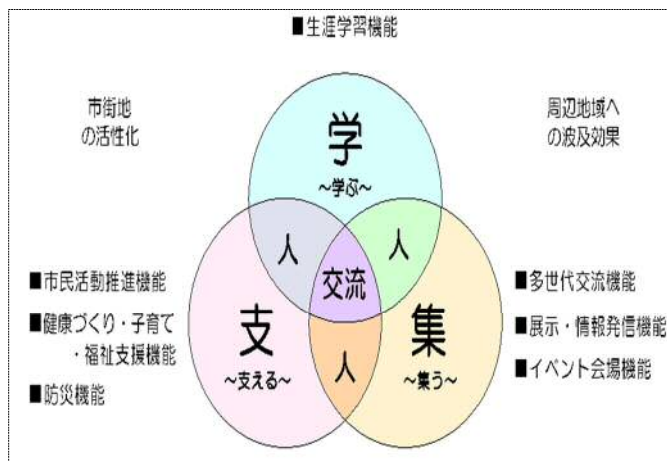 ■生涯学習機能
市街地
の活性化
周辺地域へ
の波及効果
学
～学ぶ～
人
人
交流
■市民活動推進機能
■健康づくり・子育て
・福祉支援機能
■防災機能
支
～支える～
人
集
～集う～
■多世代交流機能
■展示・情報発信機能
■イベント会場機能